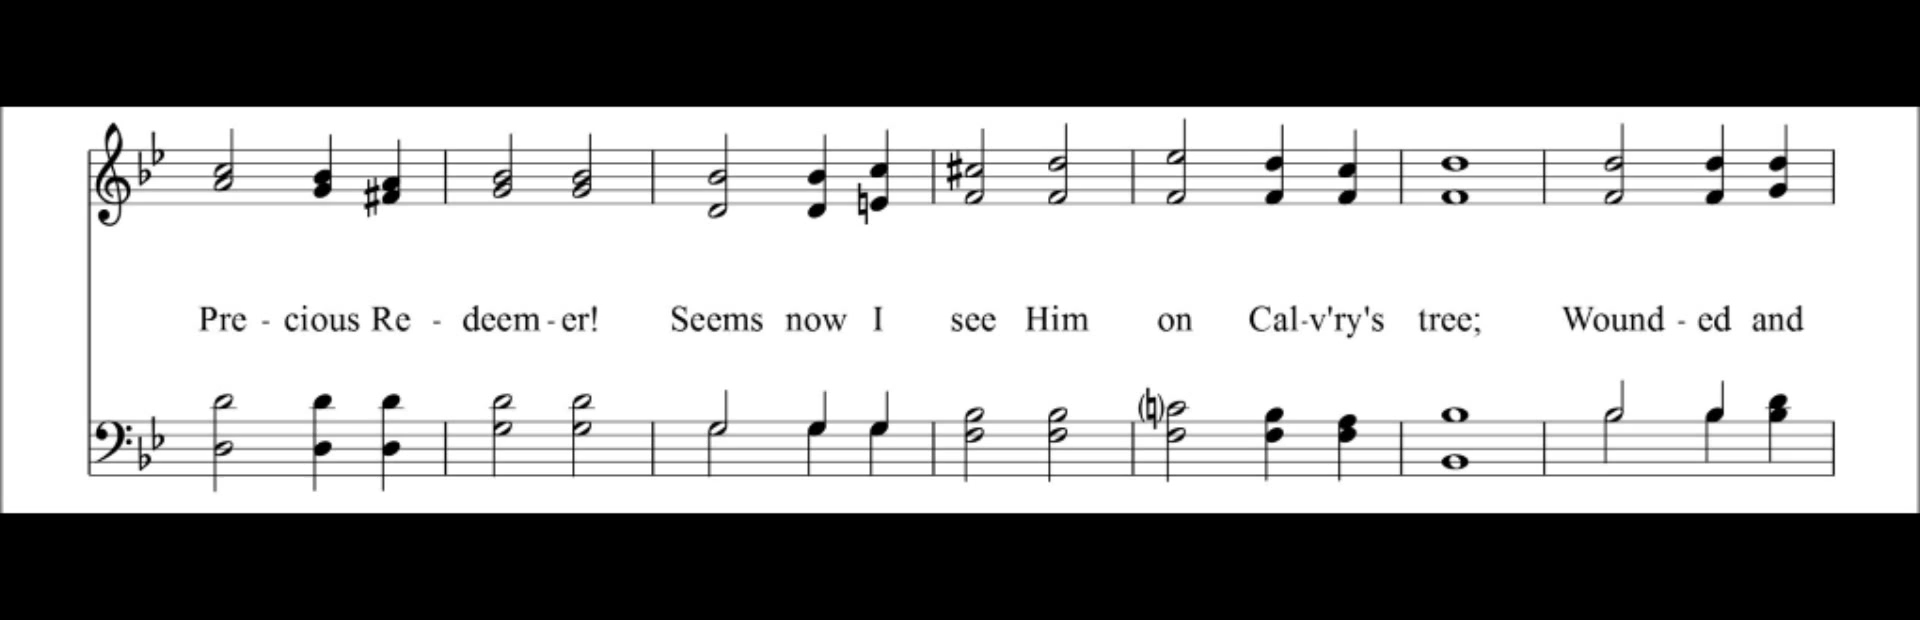 Pre - cious Re - deem - er! Seems now I see Him on Cal-v'ry's tree; Wound - ed and